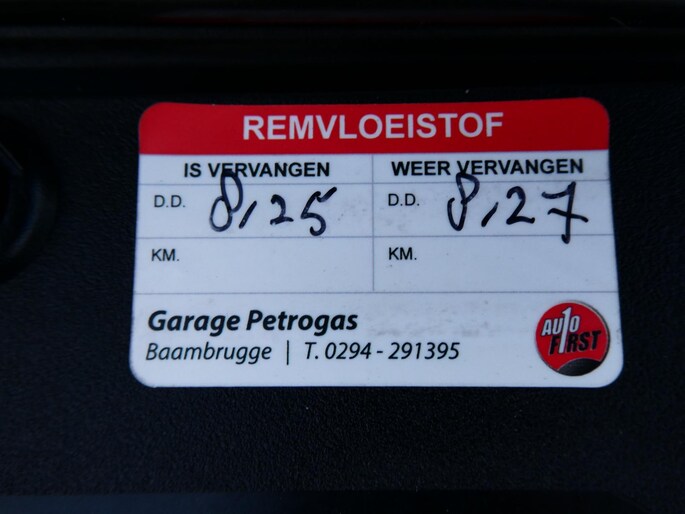 REMVLOEISTOF
IS VERVANGEN WEER VERVANGEN
D.D. 8,25 D.D. 8,27
KM. KM.
Garage Petrogas
Baambrugge | T. 0294 - 291395
AUTO
FIRST